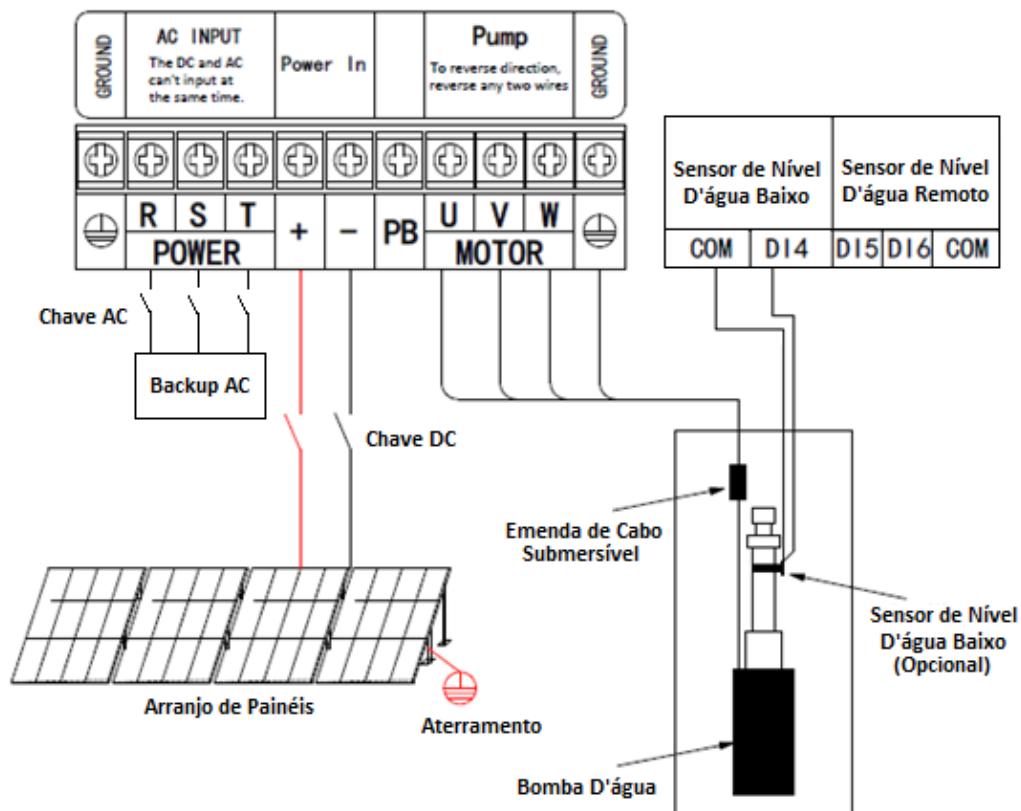 GROUND
AC INPUT
The DC and AC
can't input at
the same time.
Power In
Pump
To reverse direction,
reverse any two wires
GROUND
R S T
POWER
+
-
PB
U V W
MOTOR
Sensor de Nível
D'água Baixo
Sensor de Nível
D'água Remoto
COM
DI4
DI5
DI6
COM
Chave AC
Backup AC
Chave DC
Emenda de Cabo
Submersível
Sensor de Nível
D'água Baixo
(Opcional)
Arranjo de Painéis
Aterramento
Bomba D'água